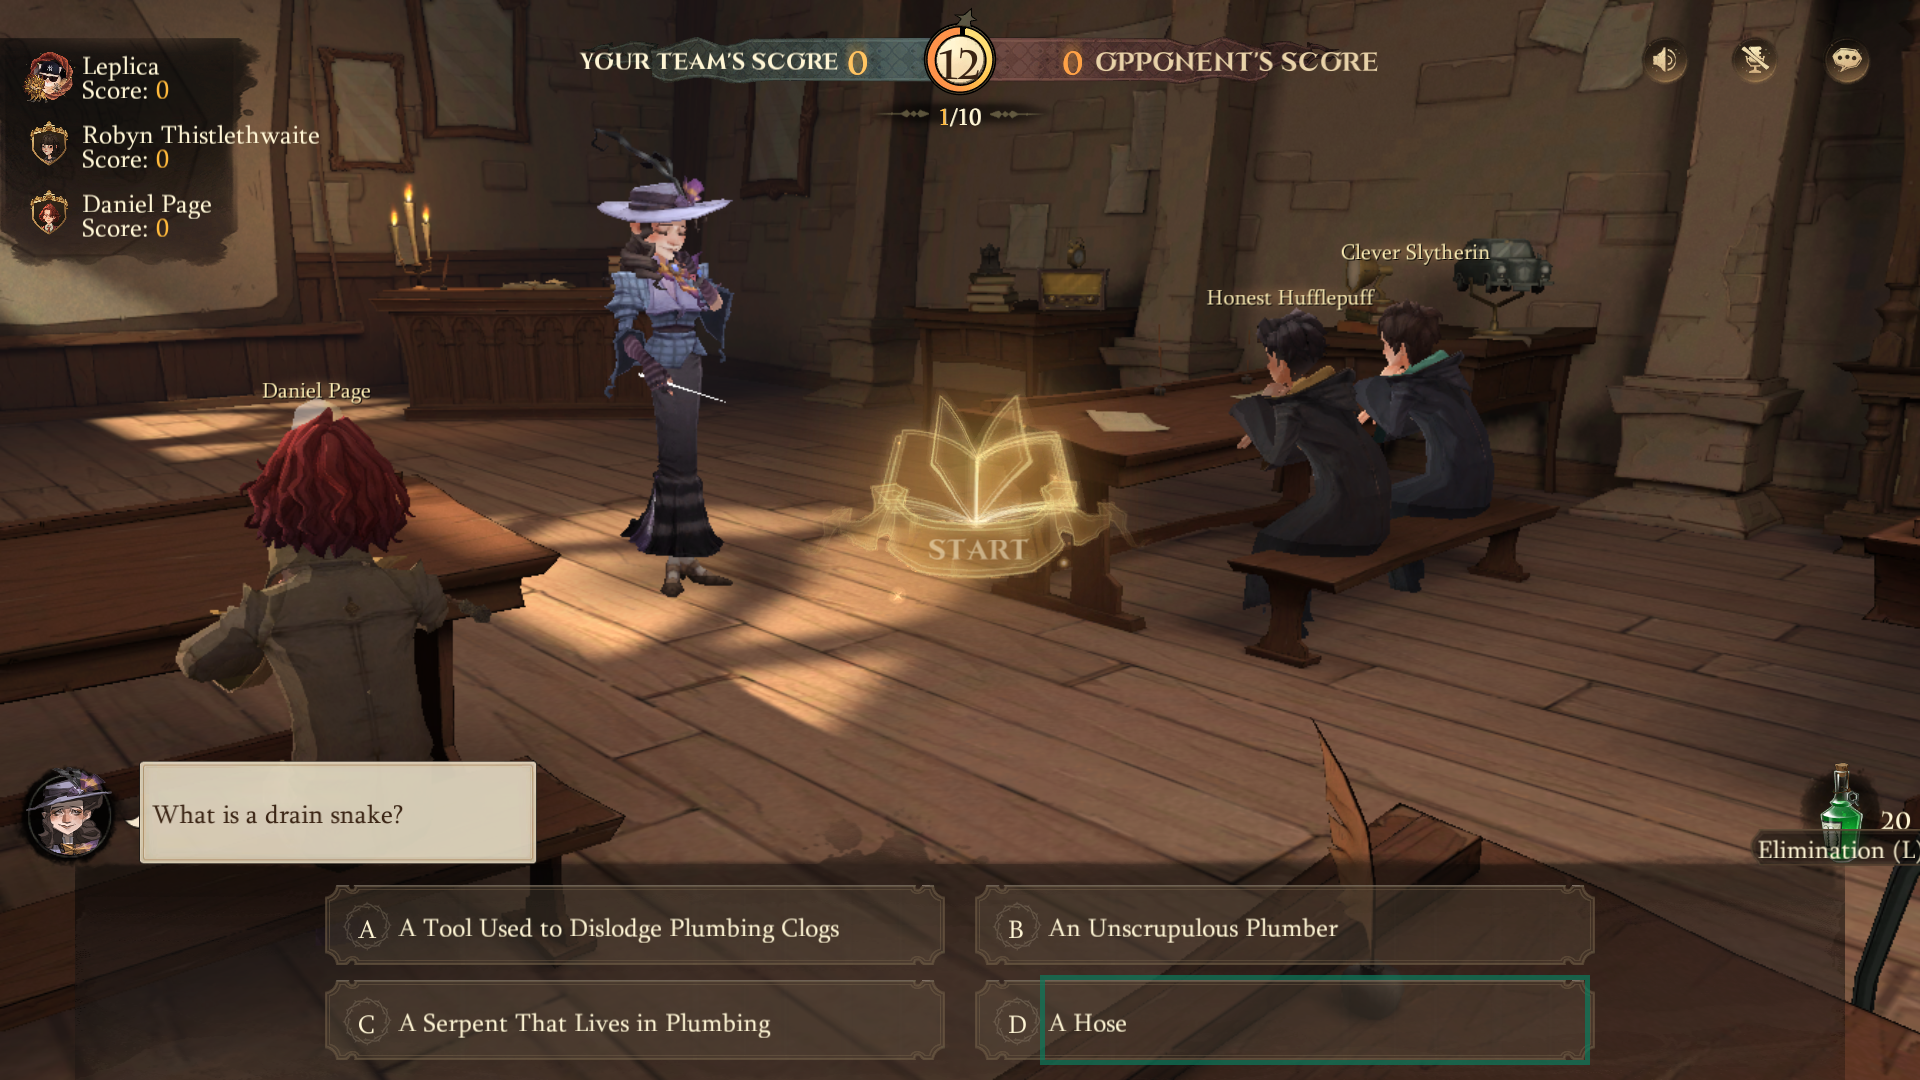 Leplica
Score: 0
Robyn Thistlethwaite
Score: 0
Daniel Page
Score: 0
YOUR TEAM'S SCORE 0
12
0 OPPONENT'S SCORE
1/10
Clever Slytherin
Honest Hufflepuff
Daniel Page
START
What is a drain snake?
20
Elimination (L)
A A Tool Used to Dislodge Plumbing Clogs
B An Unscrupulous Plumber
C A Serpent That Lives in Plumbing
D A Hose